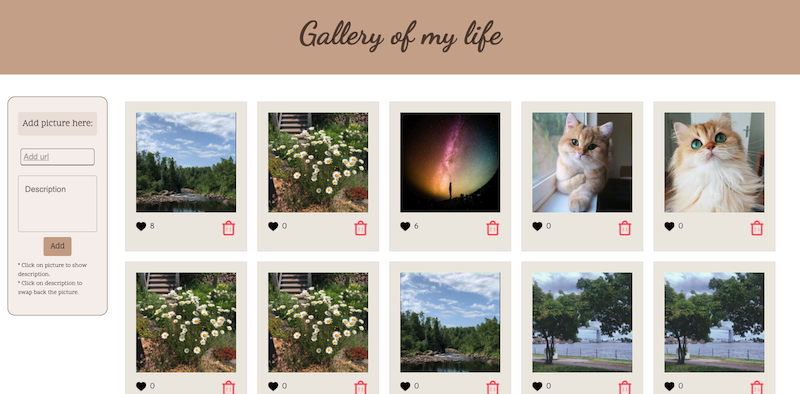 Gallery of my life
Add picture here:
Add url
Description
Add
* Click on picture to show
description.
* Click on description to
swap back the picture.
8
0
6
0
0
0
0
0
0
0